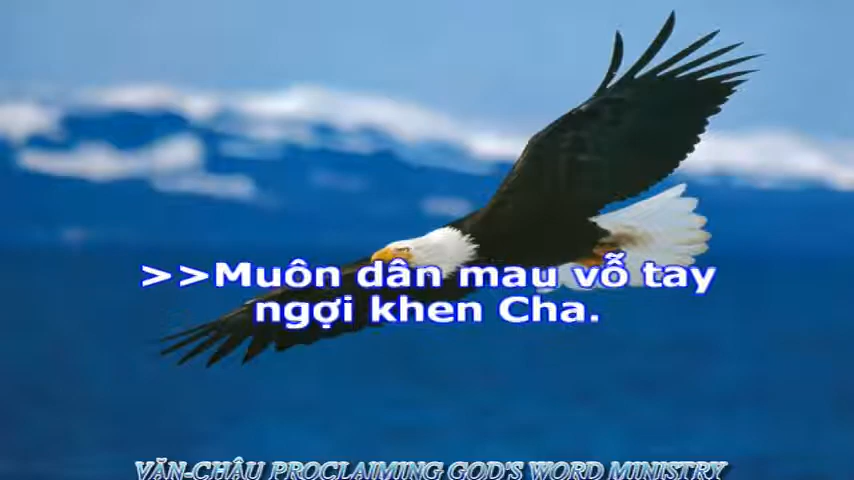 >>Muôn dân mau vỗ tay
ngợi khen Cha.
VĂN-CHÂU PROCLAIMING GOD'S WORD MINISTRY